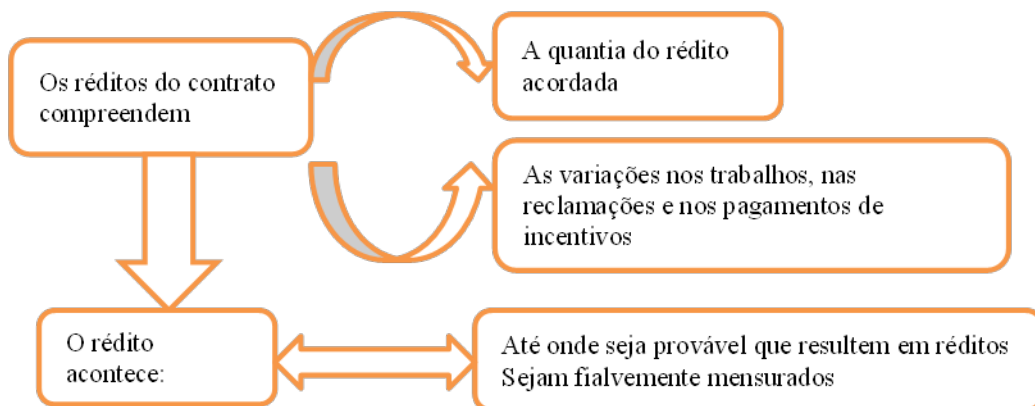 Os réditos do contrato
compreendem
A quantia do rédito
acordada
As variações nos trabalhos, nas
reclamações e nos pagamentos de
incentivos
O rédito
acontece:
Até onde seja provável que resultem em réditos
Sejam fialvemente mensurados